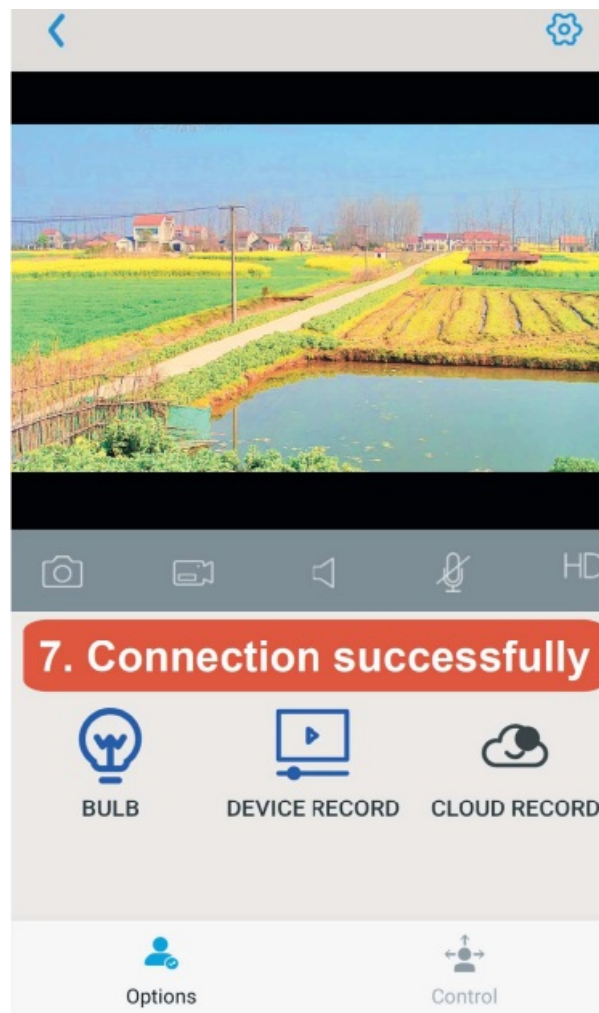 HD
7. Connection successfully
BULB
DEVICE RECORD
CLOUD RECORD
Options
Control